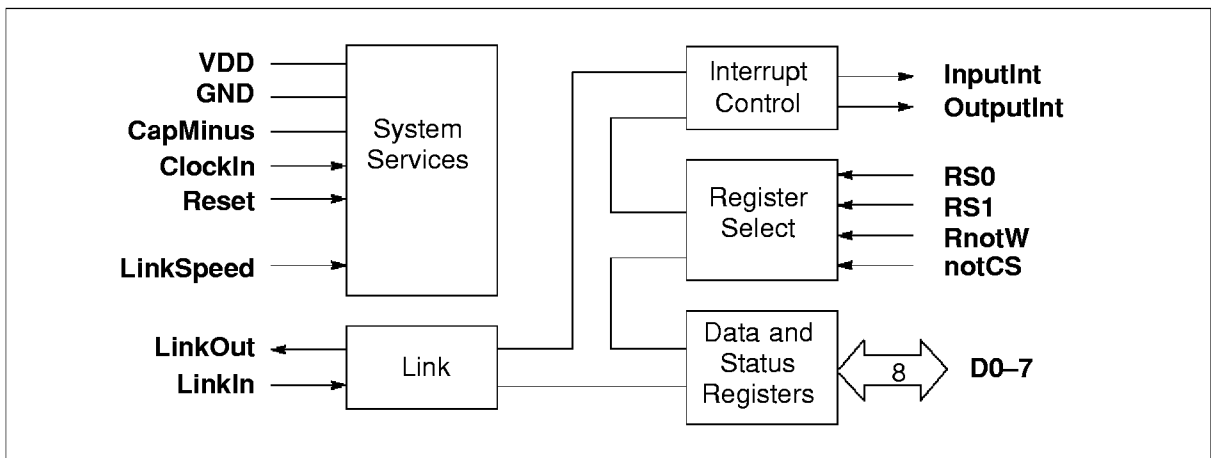 VDD
GND
CapMinus
ClockIn
Reset
LinkSpeed
System
Services
LinkOut
LinkIn
Link
Interrupt
Control
InputInt
OutputInt
Register
Select
RS0
RS1
RnotW
notCS
Data and
Status
Registers
8
D0–7